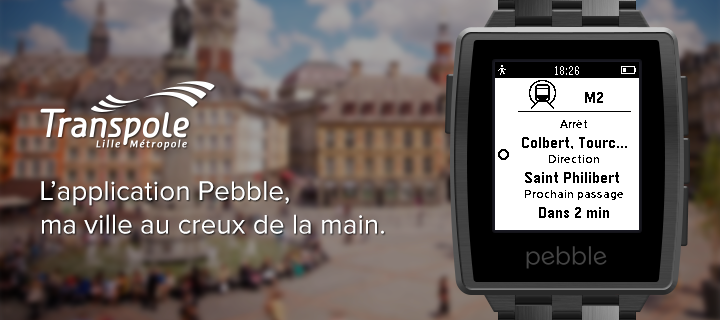 Transpole
Lille Métropole
L'application Pebble,
ma ville au creux de la main.
18:26
M2
Arrèt
Colbert, Tourc...
Direction
Saint Philibert
Prochain passage
Dans 2 min
pebble